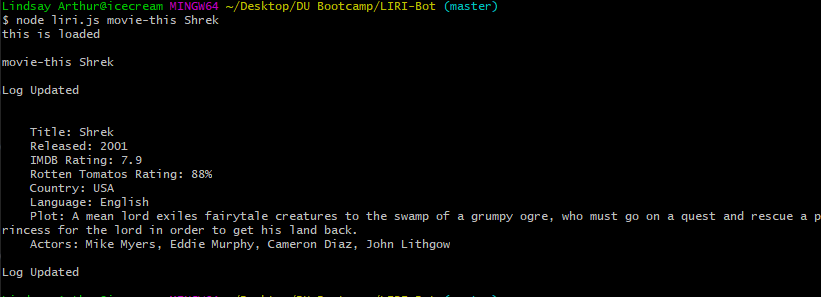 Lindsay Arthur@icecream MINGW64 ~/Desktop/DU Bootcamp/LIRI-Bot (master)
$ node liri.js movie-this Shrek
this is loaded
movie-this Shrek
Log Updated
Title: Shrek
Released: 2001
IMDB Rating: 7.9
Rotten Tomatos Rating: 88%
Country: USA
Language: English
Plot: A mean lord exiles fairytale creatures to the swamp of a grumpy ogre, who must go on a quest and rescue a p
rincess for the lord in order to get his land back.
Actors: Mike Myers, Eddie Murphy, Cameron Diaz, John Lithgow
Log Updated